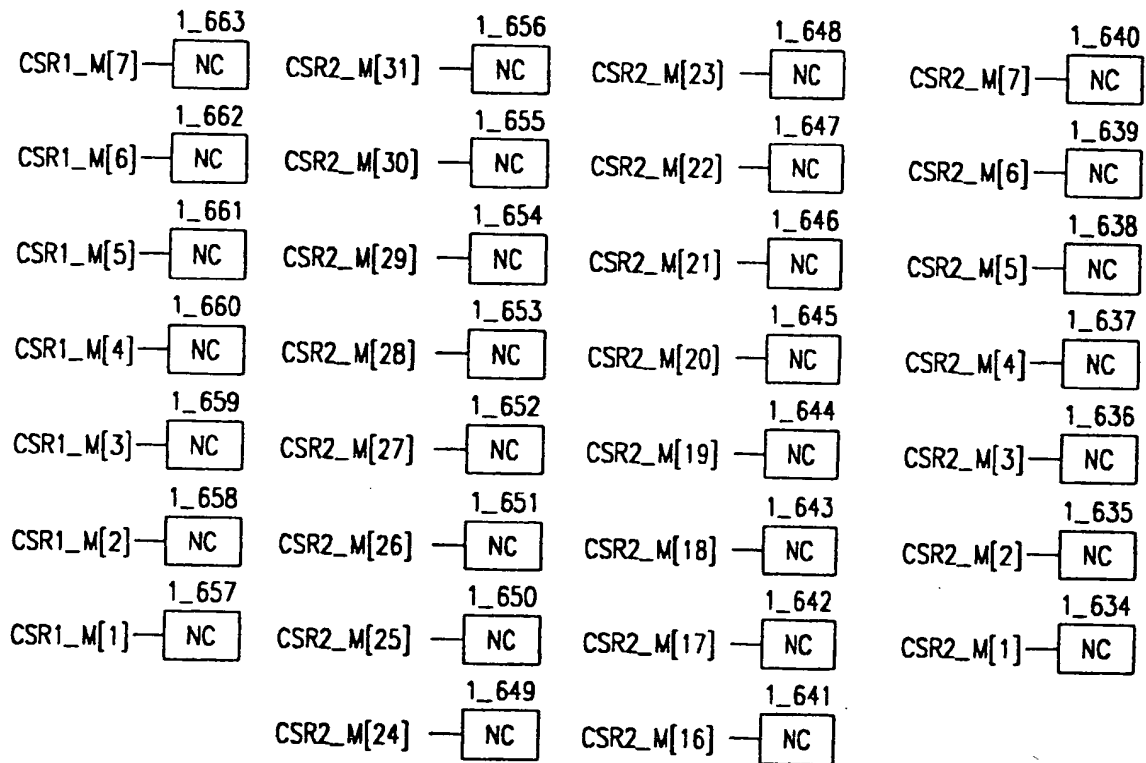 1_663 1_656 1_648 1_640
CSR1_M[7] NC CSR2_M[31] NC CSR2_M[23] NC CSR2_M[7] NC
1_662 1_655 1_647 1_639
CSR1_M[6] NC CSR2_M[30] NC CSR2_M[22] NC CSR2_M[6] NC
1_661 1_654 1_646 1_638
CSR1_M[5] NC CSR2_M[29] NC CSR2_M[21] NC CSR2_M[5] NC
1_660 1_653 1_645 1_637
CSR1_M[4] NC CSR2_M[28] NC CSR2_M[20] NC CSR2_M[4] NC
1_659 1_652 1_644 1_636
CSR1_M[3] NC CSR2_M[27] NC CSR2_M[19] NC CSR2_M[3] NC
1_658 1_651 1_643 1_635
CSR1_M[2] NC CSR2_M[26] NC CSR2_M[18] NC CSR2_M[2] NC
1_657 1_650 1_642 1_634
CSR1_M[1] NC CSR2_M[25] NC CSR2_M[17] NC CSR2_M[1] NC
1_649 1_641
CSR2_M[24] NC CSR2_M[16] NC